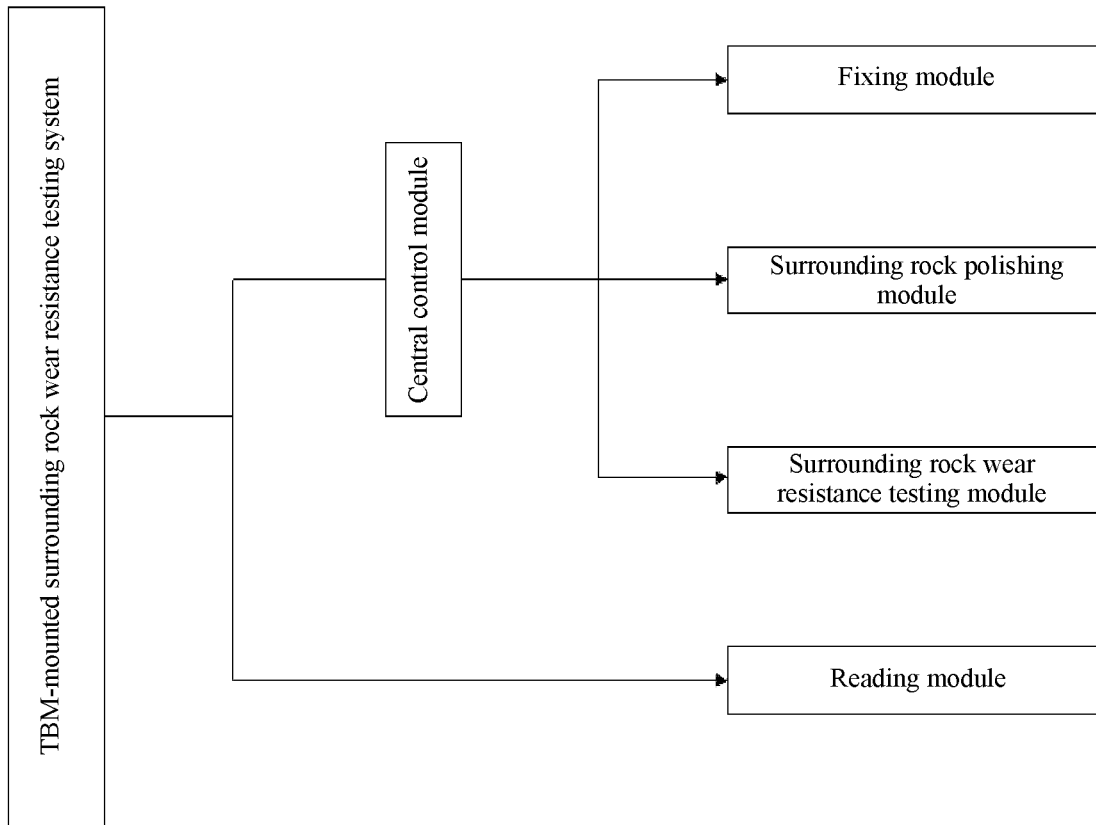 TBM-mounted surrounding rock wear resistance testing system
Central control module
Fixing module
Surrounding rock polishing
module
Surrounding rock wear
resistance testing module
Reading module